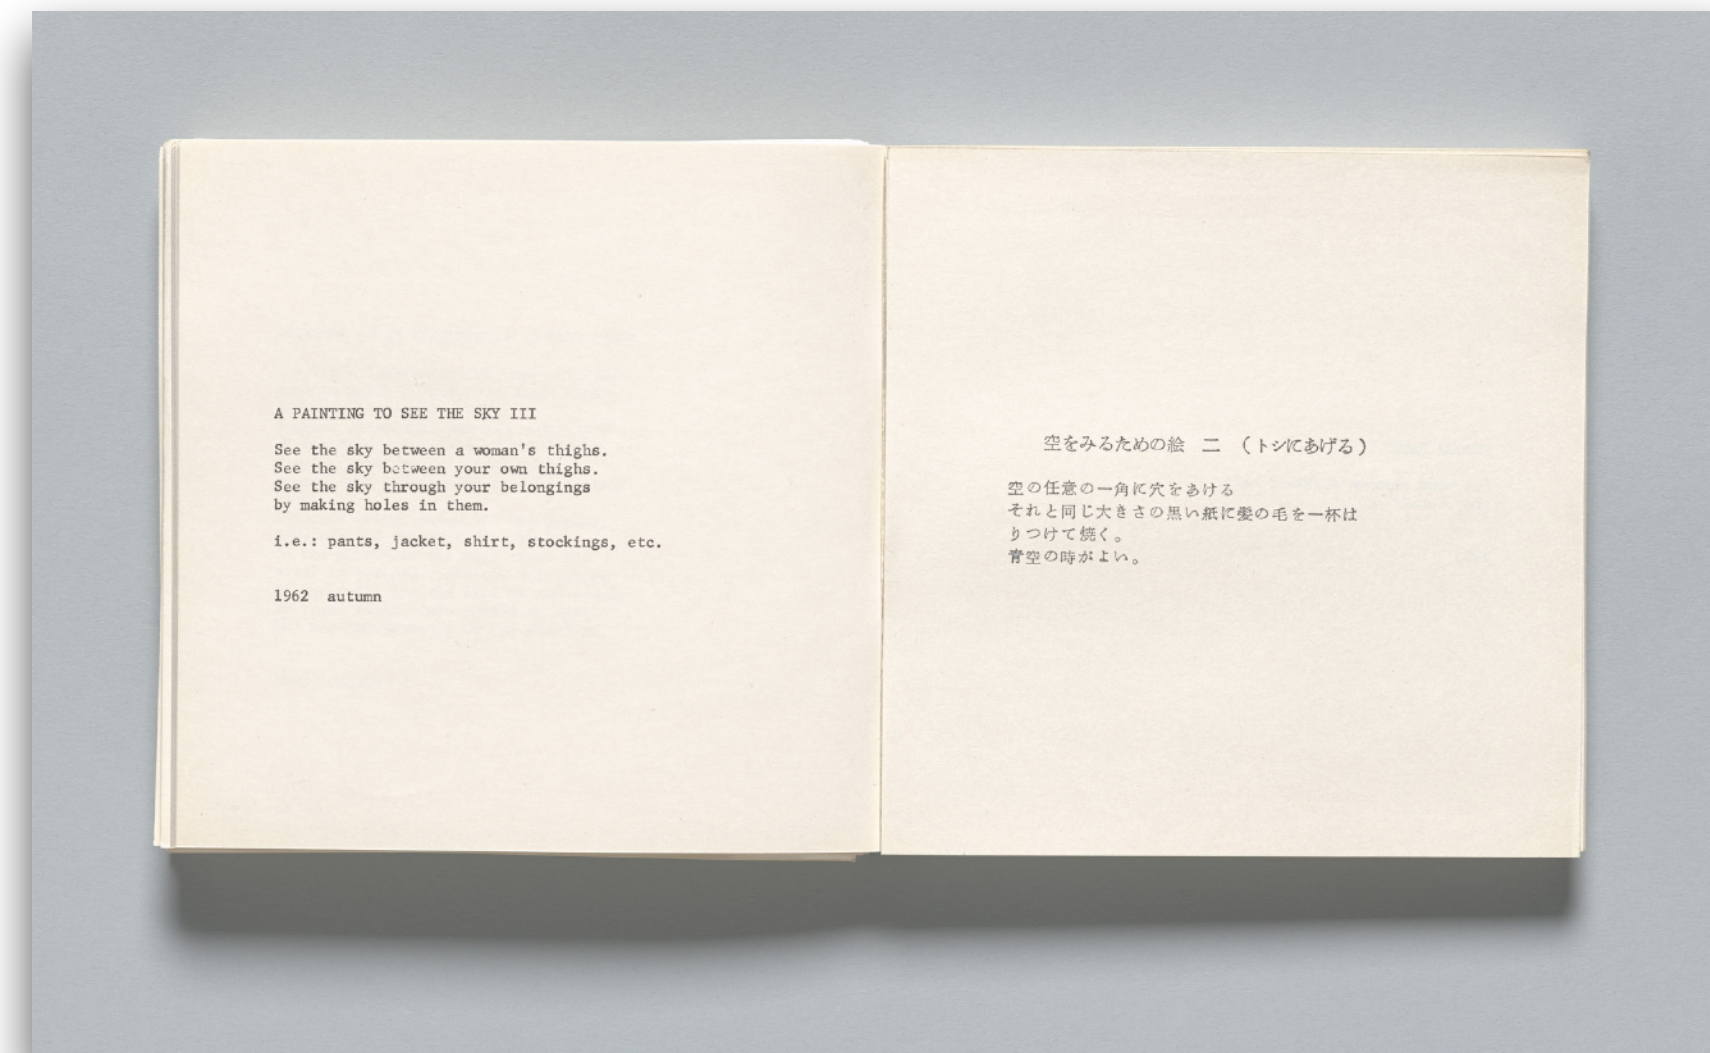 A PAINTING TO SEE THE SKY III
See the sky between a woman's thighs.
See the sky between your own thighs.
See the sky through your belongings
by making holes in them.
i.e.: pants, jacket, shirt, stockings, etc.
1962 autumn
空をみるための絵 二 (トシにあげる)
空の任意の一角に穴をあける
それと同じ大きさの黒い紙に髪の毛を一杯は
りつけて焼く。
青空の時がよい。